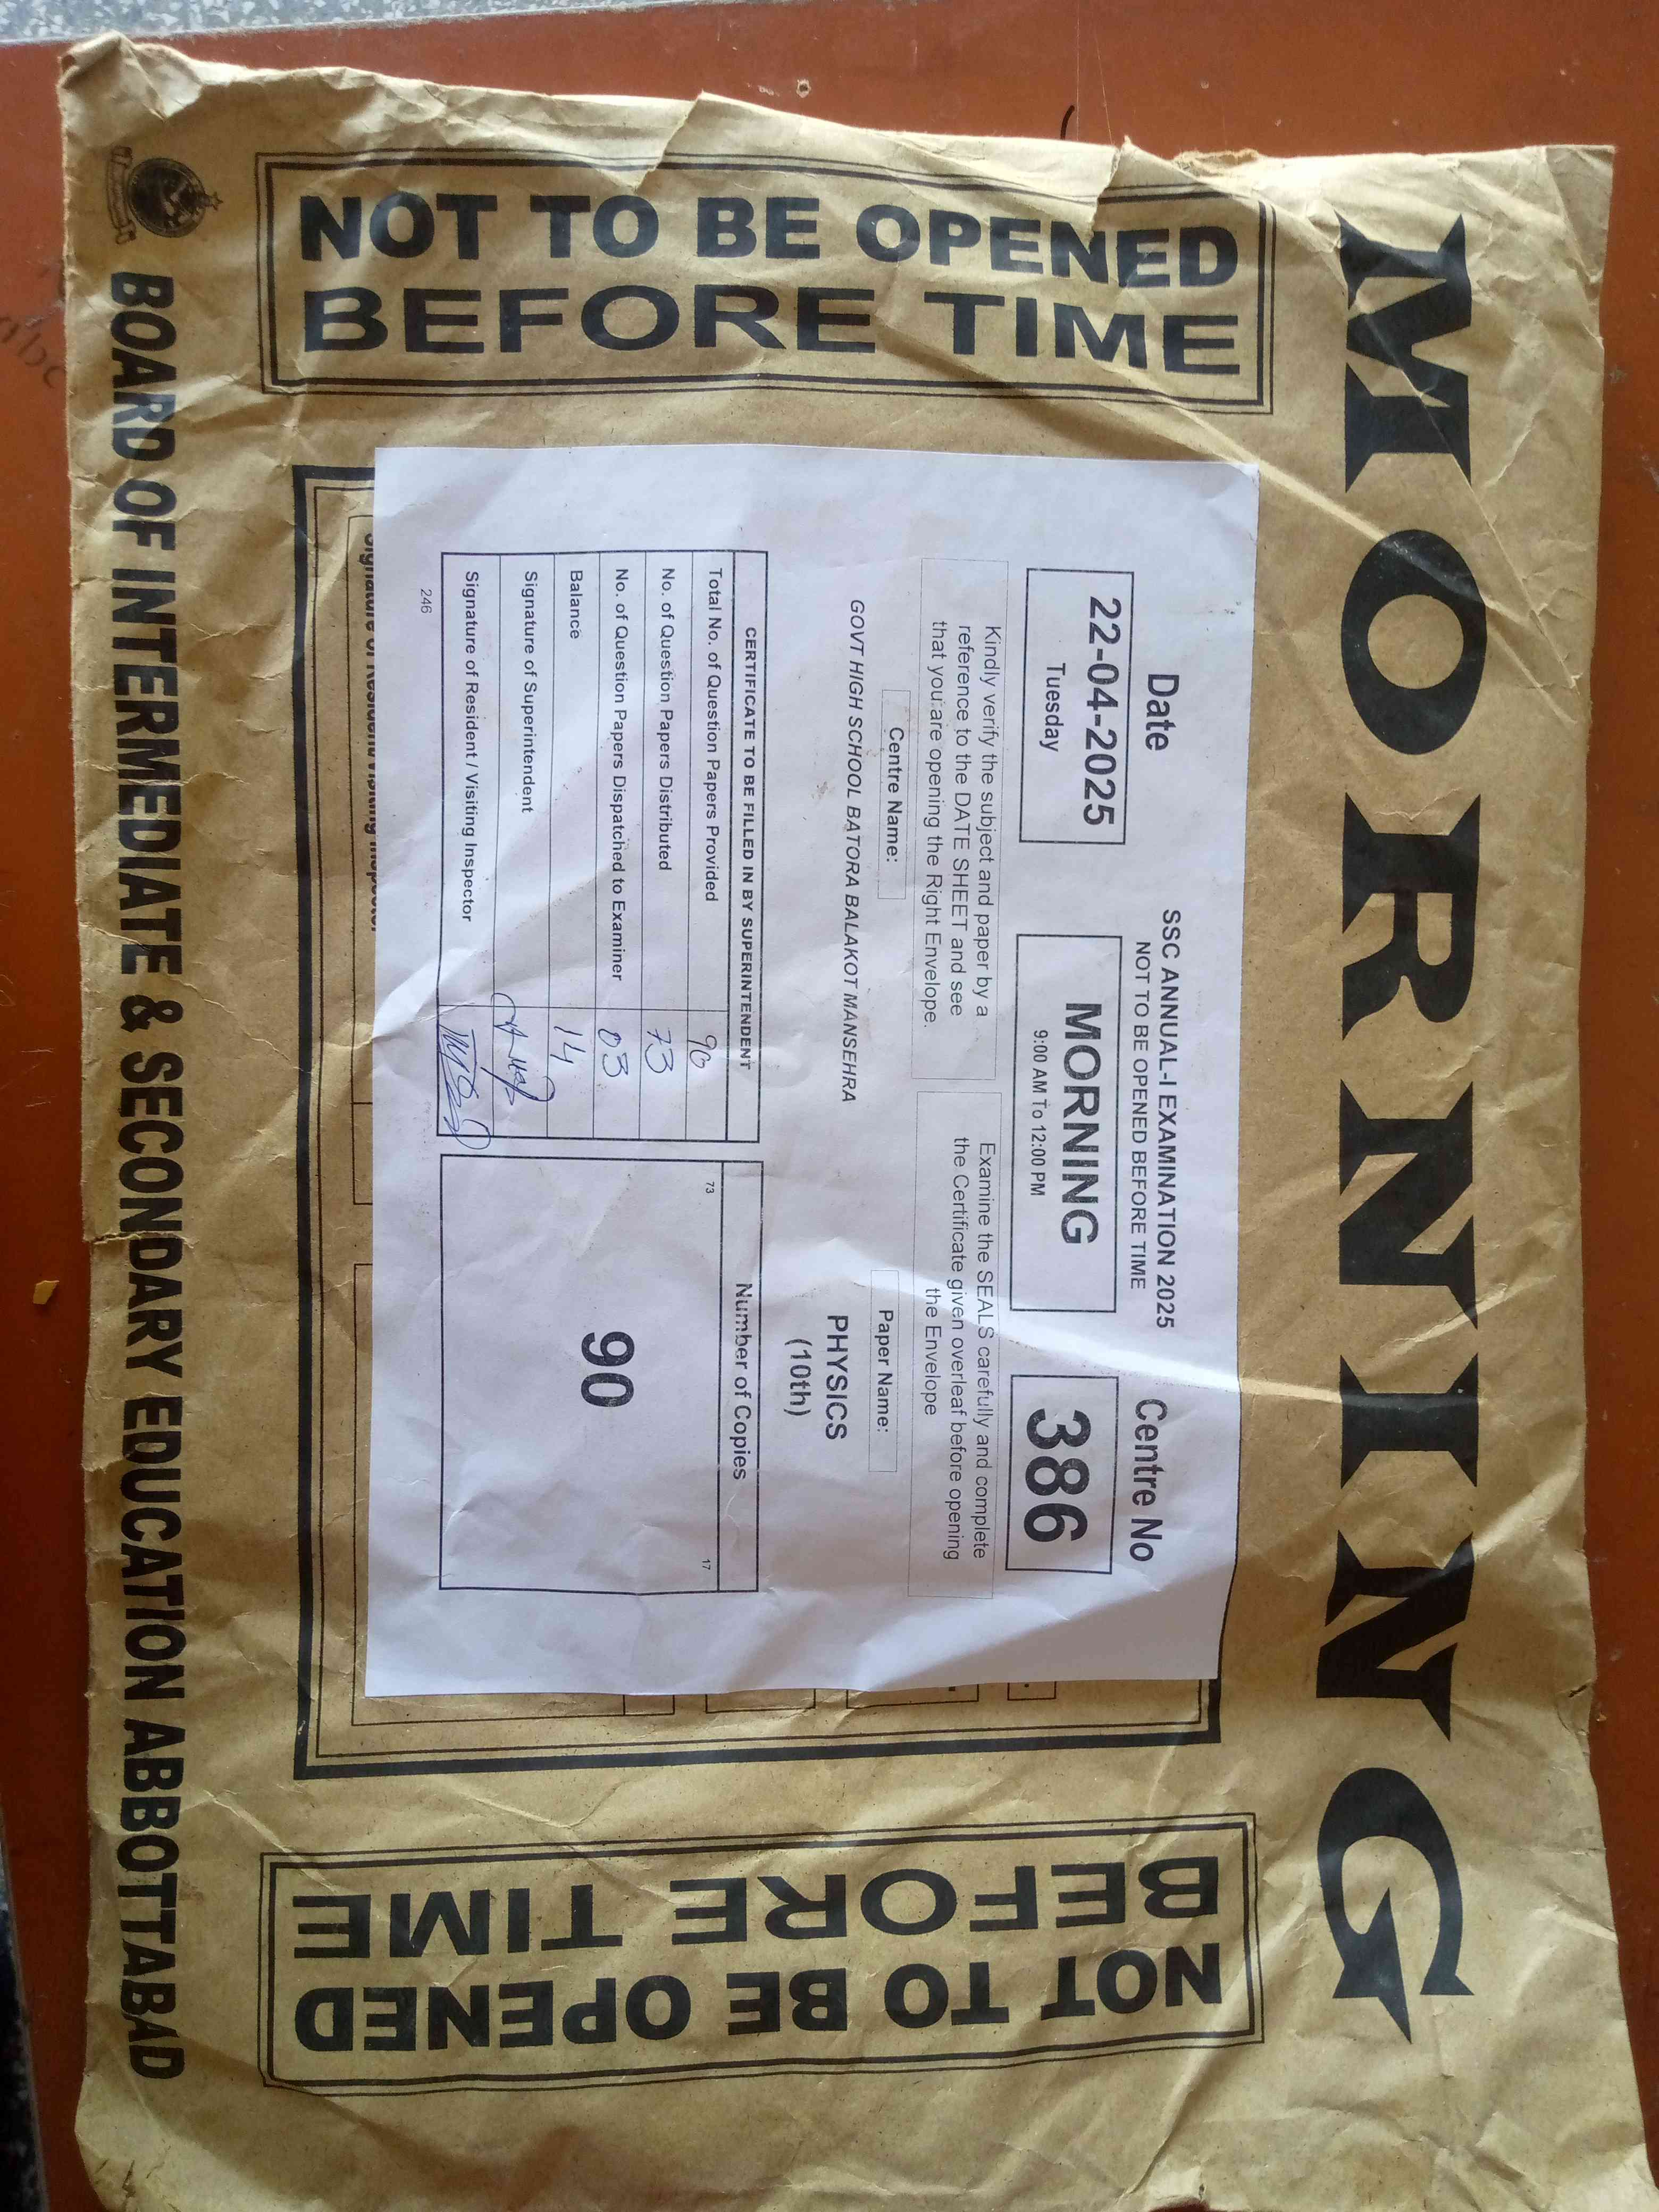 MORNING
NOT TO BE OPENED
BEFORE TIME
Date
22-04-2025
Tuesday
SSC ANNUAL-I EXAMINATION 2025
NOT TO BE OPENED BEFORE TIME
MORNING
9:00 AM To 12:00 PM
Centre No
386
Kindly verify the subject and paper by a
reference to the DATE SHEET and see
that you are opening the Right Envelope.
Examine the SEALS carefully and complete
the Certificate given overleaf before opening
the Envelope
Centre Name:
GOVT HIGH SCHOOL BATORA BALAKOT MANSEHRA
Paper Name:
PHYSICS
(10th)
CERTIFICATE TO BE FILLED IN BY SUPERINTENDENT
Total No. of Question Papers Provided 90
No. of Question Papers Distributed 73
No. of Question Papers Dispatched to Examiner 03
Balance 14
Signature of Superintendent
Signature of Resident / Visiting Inspector
246
Number of Copies
73 17
90
Signature of Resident/Visiting Inspector
NOT TO BE OPENED
BEFORE TIME
BOARD OF INTERMEDIATE & SECONDARY EDUCATION ABBOTTABAD